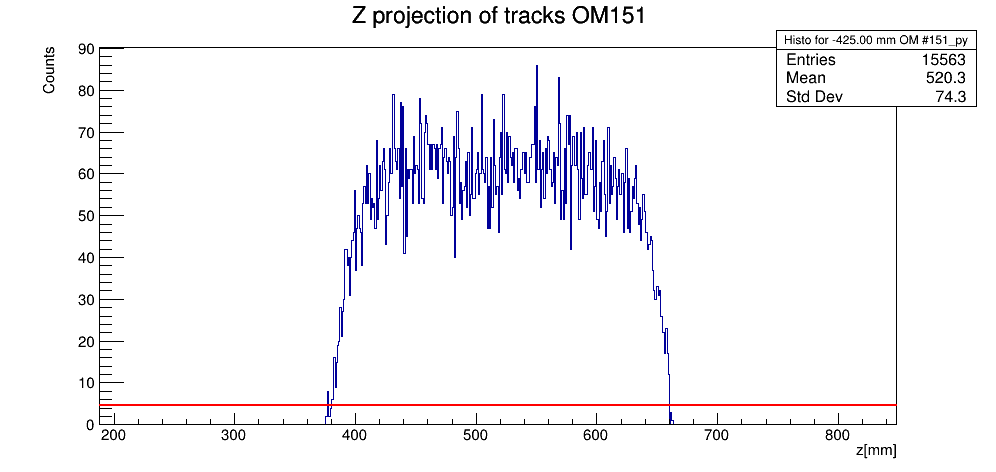 Z projection of tracks OM151
Histo for -425.00 mm OM #151_py
Entries 15563
Mean 520.3
Std Dev 74.3
Counts
90
80
70
60
50
40
30
20
10
0
200 300 400 500 600 700 800
z[mm]